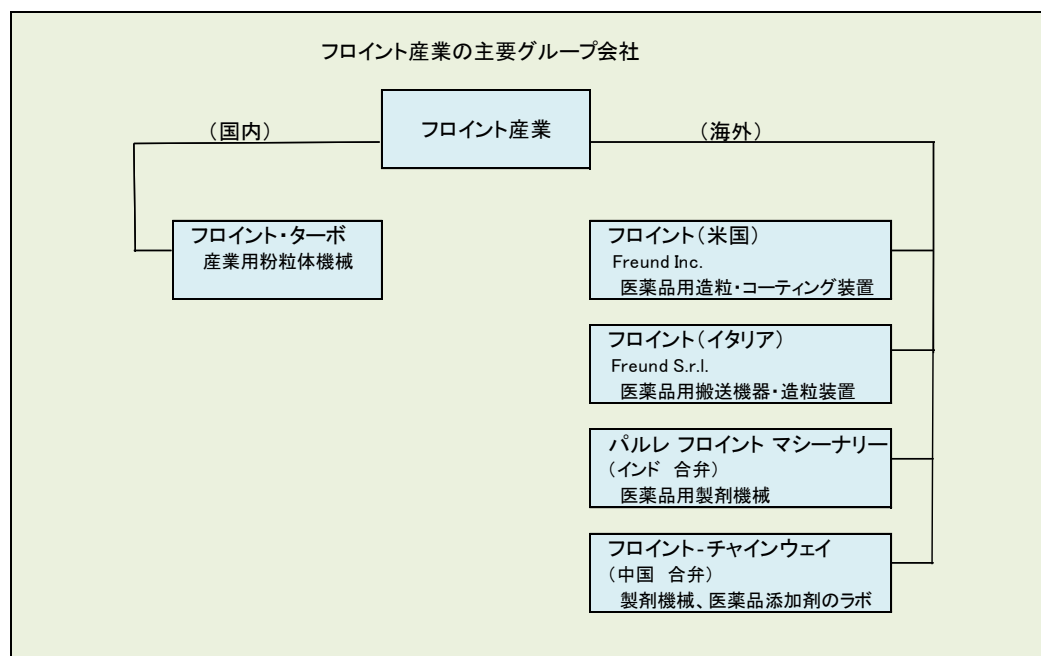 フロイント産業の主要グループ会社
フロイント産業
（国内）
（海外）
フロイント・ターボ
産業用粉粒体機械
フロイント（米国）
Freund Inc.
医薬品用造粒・コーティング装置
フロイント（イタリア）
Freund S.r.l.
医薬品用搬送機器・造粒装置
パルレ フロイント マシーナリー
（インド 合弁）
医薬品用製剤機械
フロイント-チャインウェイ
（中国 合弁）
製剤機械、医薬品添加剤のラボ